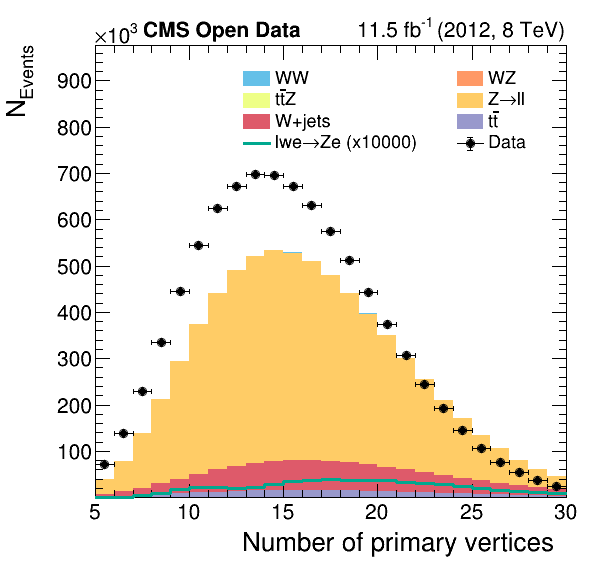 ×10³ CMS Open Data 11.5 fb⁻¹ (2012, 8 TeV)
N_Events
WW WZ
tt̄Z Z→ll
W+jets tt̄
lwe→Ze (x10000) Data
900
800
700
600
500
400
300
200
100
5 10 15 20 25 30
Number of primary vertices